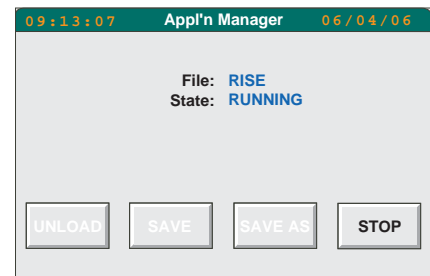 09:13:07 Appl'n Manager 06/04/06
File: RISE
State: RUNNING
UNLOAD SAVE SAVE AS STOP